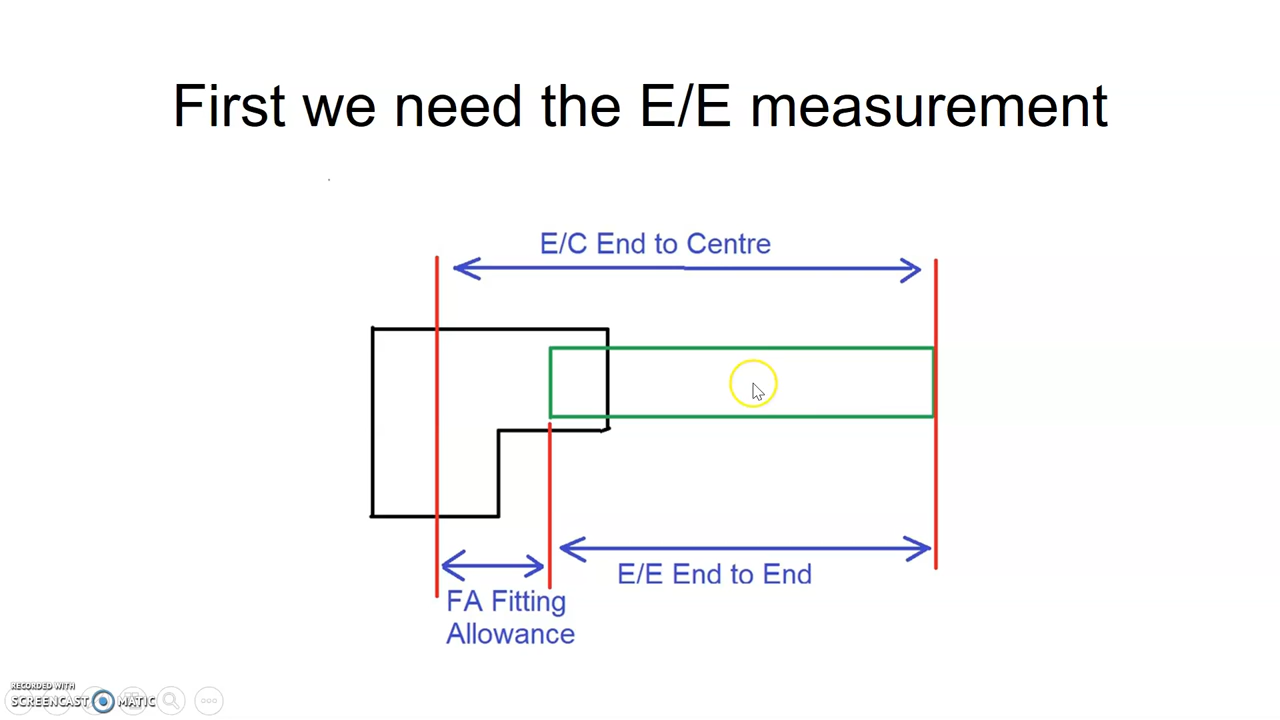 First we need the E/E measurement
E/C End to Centre
E/E End to End
FA Fitting
Allowance
RECORDED WITH
SCREENCAST MATIC